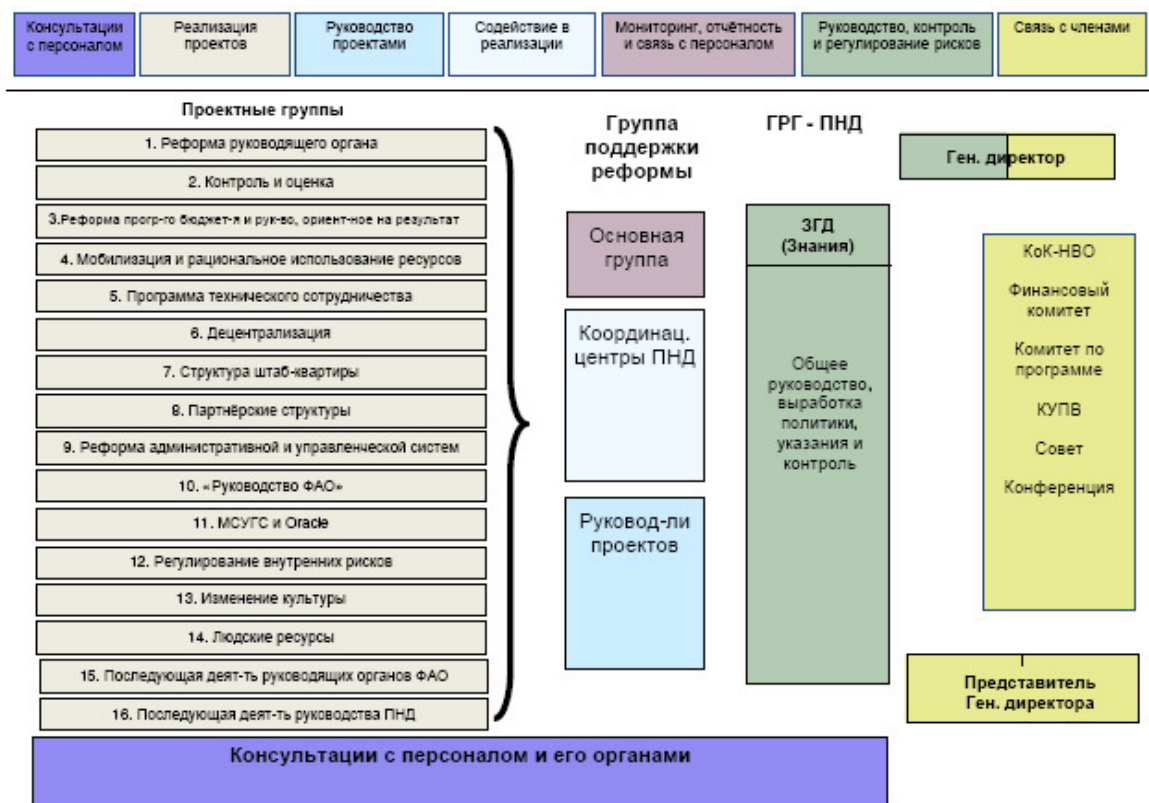 Консультации
с персоналом
Реализация
проектов
Руководство
проектами
Содействие в
реализации
Мониторинг, отчётность
и связь с персоналом
Руководство, контроль
и регулирование рисков
Связь с членами
Проектные группы
1. Реформа руководящего органа
2. Контроль и оценка
3.Реформа прогр-го бюджет-я и рук-во, ориент-ное на результат
4. Мобилизация и рациональное использование ресурсов
5. Программа технического сотрудничества
6. Децентрализация
7. Структура штаб-квартиры
8. Партнёрские структуры
9. Реформа административной и управленческой систем
10. «Руководство ФАО»
11. МСУГС и Oracle
12. Регулирование внутренних рисков
13. Изменение культуры
14. Людские ресурсы
15. Последующая деят-ть руководящих органов ФАО
16. Последующая деят-ть руководства ПНД
Группа
поддержки
реформы
Основная
группа
Координац.
центры ПНД
Руковод-ли
проектов
ГРГ - ПНД
ЗГД
(Знания)
Общее
руководство,
выработка
политики,
указания и
контроль
Ген. директор
КоК-НВО
Финансовый
комитет
Комитет по
программе
КУПВ
Совет
Конференция
Представитель
Ген. директора
Консультации с персоналом и его органами